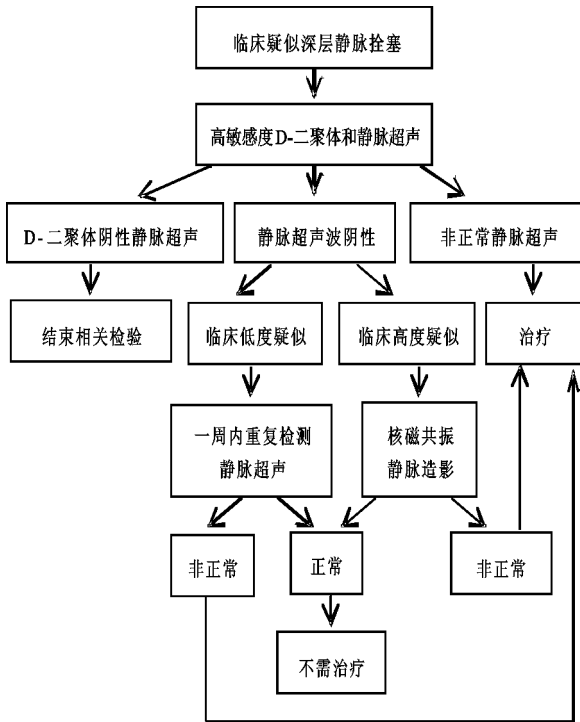 临床疑似深层静脉拴塞
高敏感度D-二聚体和静脉超声
D-二聚体阴性静脉超声
静脉超声波阴性
非正常静脉超声
结束相关检验
临床低度疑似
临床高度疑似
治疗
一周内重复检测
静脉超声
核磁共振
静脉造影
非正常
正常
非正常
不需治疗